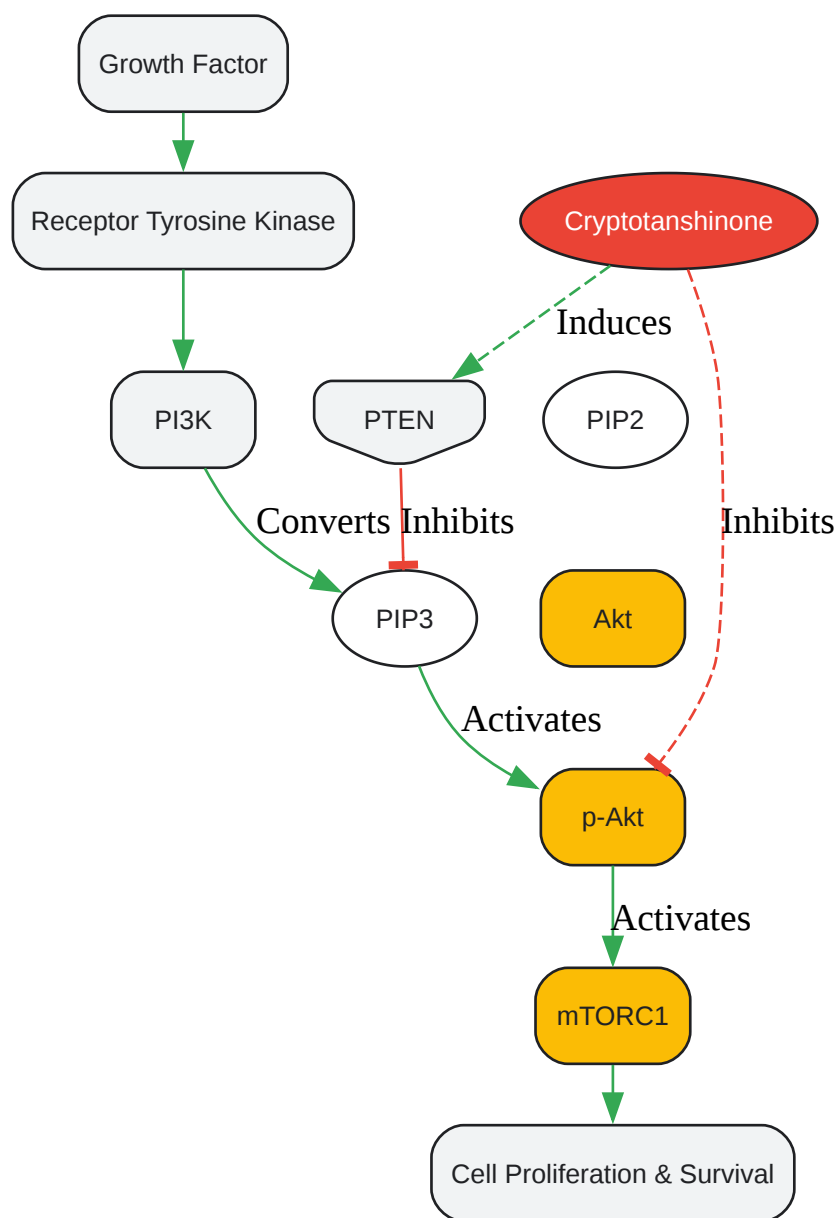 Growth Factor
Receptor Tyrosine Kinase
Cryptotanshinone
Induces
PI3K
PTEN
PIP2
Converts
Inhibits
Inhibits
PIP3
Akt
Activates
p-Akt
Activates
mTORC1
Cell Proliferation & Survival